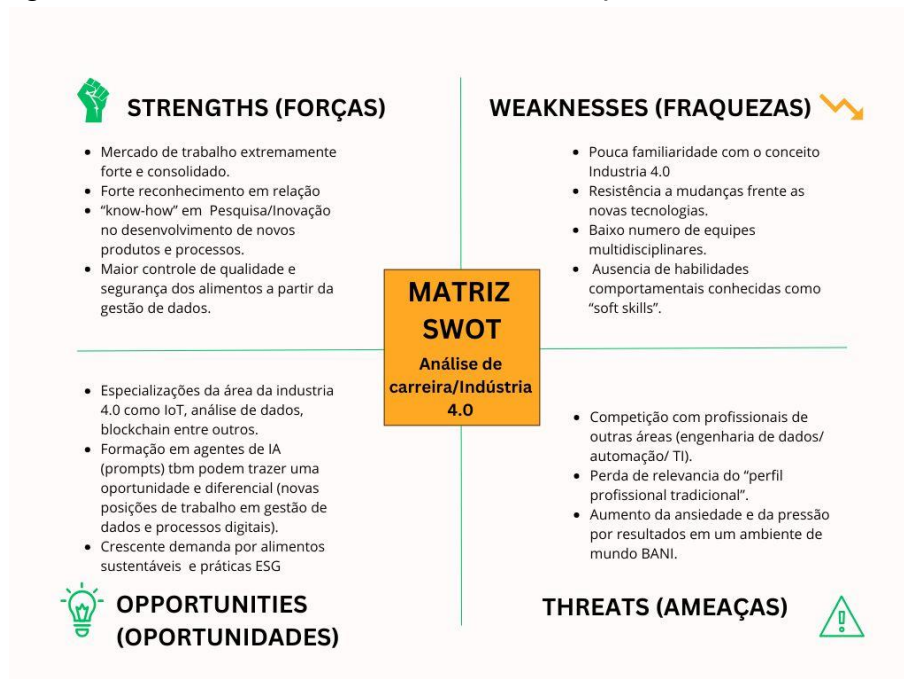 STRENGTHS (FORÇAS)
• Mercado de trabalho extremamente
forte e consolidado.
• Forte reconhecimento em relação
• “know-how” em Pesquisa/Inovação
no desenvolvimento de novos
produtos e processos.
• Maior controle de qualidade e
segurança dos alimentos a partir da
gestão de dados.
WEAKNESSES (FRAQUEZAS)
• Pouca familiaridade com o conceito
Industria 4.0
• Resistência a mudanças frente as
novas tecnologias.
• Baixo numero de equipes
multidisciplinares.
• Ausencia de habilidades
comportamentais conhecidas como
“soft skills”.
MATRIZ
SWOT
Análise de
carreira/Indústria
4.0
• Especializações da área da industria
4.0 como IoT, análise de dados,
blockchain entre outros.
• Formação em agentes de IA
(prompts) tbm podem trazer uma
oportunidade e diferencial (novas
posições de trabalho em gestão de
dados e processos digitais).
• Crescente demanda por alimentos
sustentáveis e práticas ESG
OPPORTUNITIES
(OPORTUNIDADES)
• Competição com profissionais de
outras áreas (engenharia de dados/
automação/ TI).
• Perda de relevancia do “perfil
profissional tradicional”.
• Aumento da ansiedade e da pressão
por resultados em um ambiente de
mundo BANI.
THREATS (AMEAÇAS)